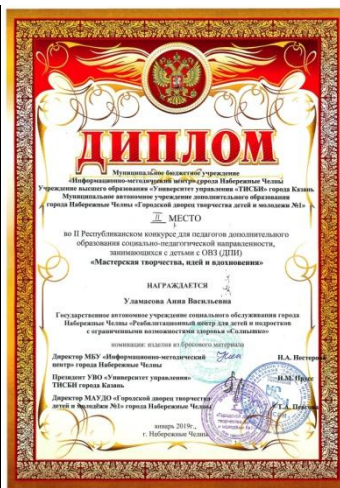 ДИПЛОМ
Муниципальное бюджетное учреждение
«Информационно-методический центр» города Набережные Челны
Учреждение высшего образования «Университет управления «ТИСБИ» города Казань
Муниципальное автономное учреждение дополнительного образования
города Набережные Челны «Городской дворец творчества детей и молодежи №1»
II МЕСТО
во II Республиканском конкурсе для педагогов дополнительного
образования социально-педагогической направленности,
занимающихся с детьми с ОВЗ (ДПИ)
«Мастерская творчества, идей и вдохновения»
НАГРАЖДАЕТСЯ
Уламасова Анна Васильевна
Государственное автономное учреждение социального обслуживания города
Набережные Челны «Реабилитационный центр для детей и подростков
с ограниченными возможностями здоровья «Солнышко»
номинация: изделия из бросового материала
Директор МБУ «Информационно-методический
центр» города Набережные Челны
Н.А. Нестерова
Президент УВО «Университет управления»
ТИСБИ города Казань
Н.М. Прусс
Директор МАУДО «Городской дворец творчества
детей и молодёжи №1» города Набережные Челны
январь 2019г.,
г. Набережные Челны